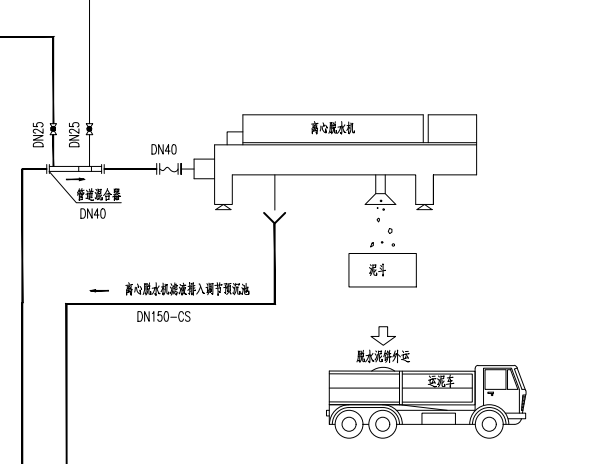 离心脱水机
DN25
DN25
DN40
管道混合器
DN40
泥斗
离心脱水机滤液排入调节预沉池
DN150-CS
脱水泥饼外运
运泥车